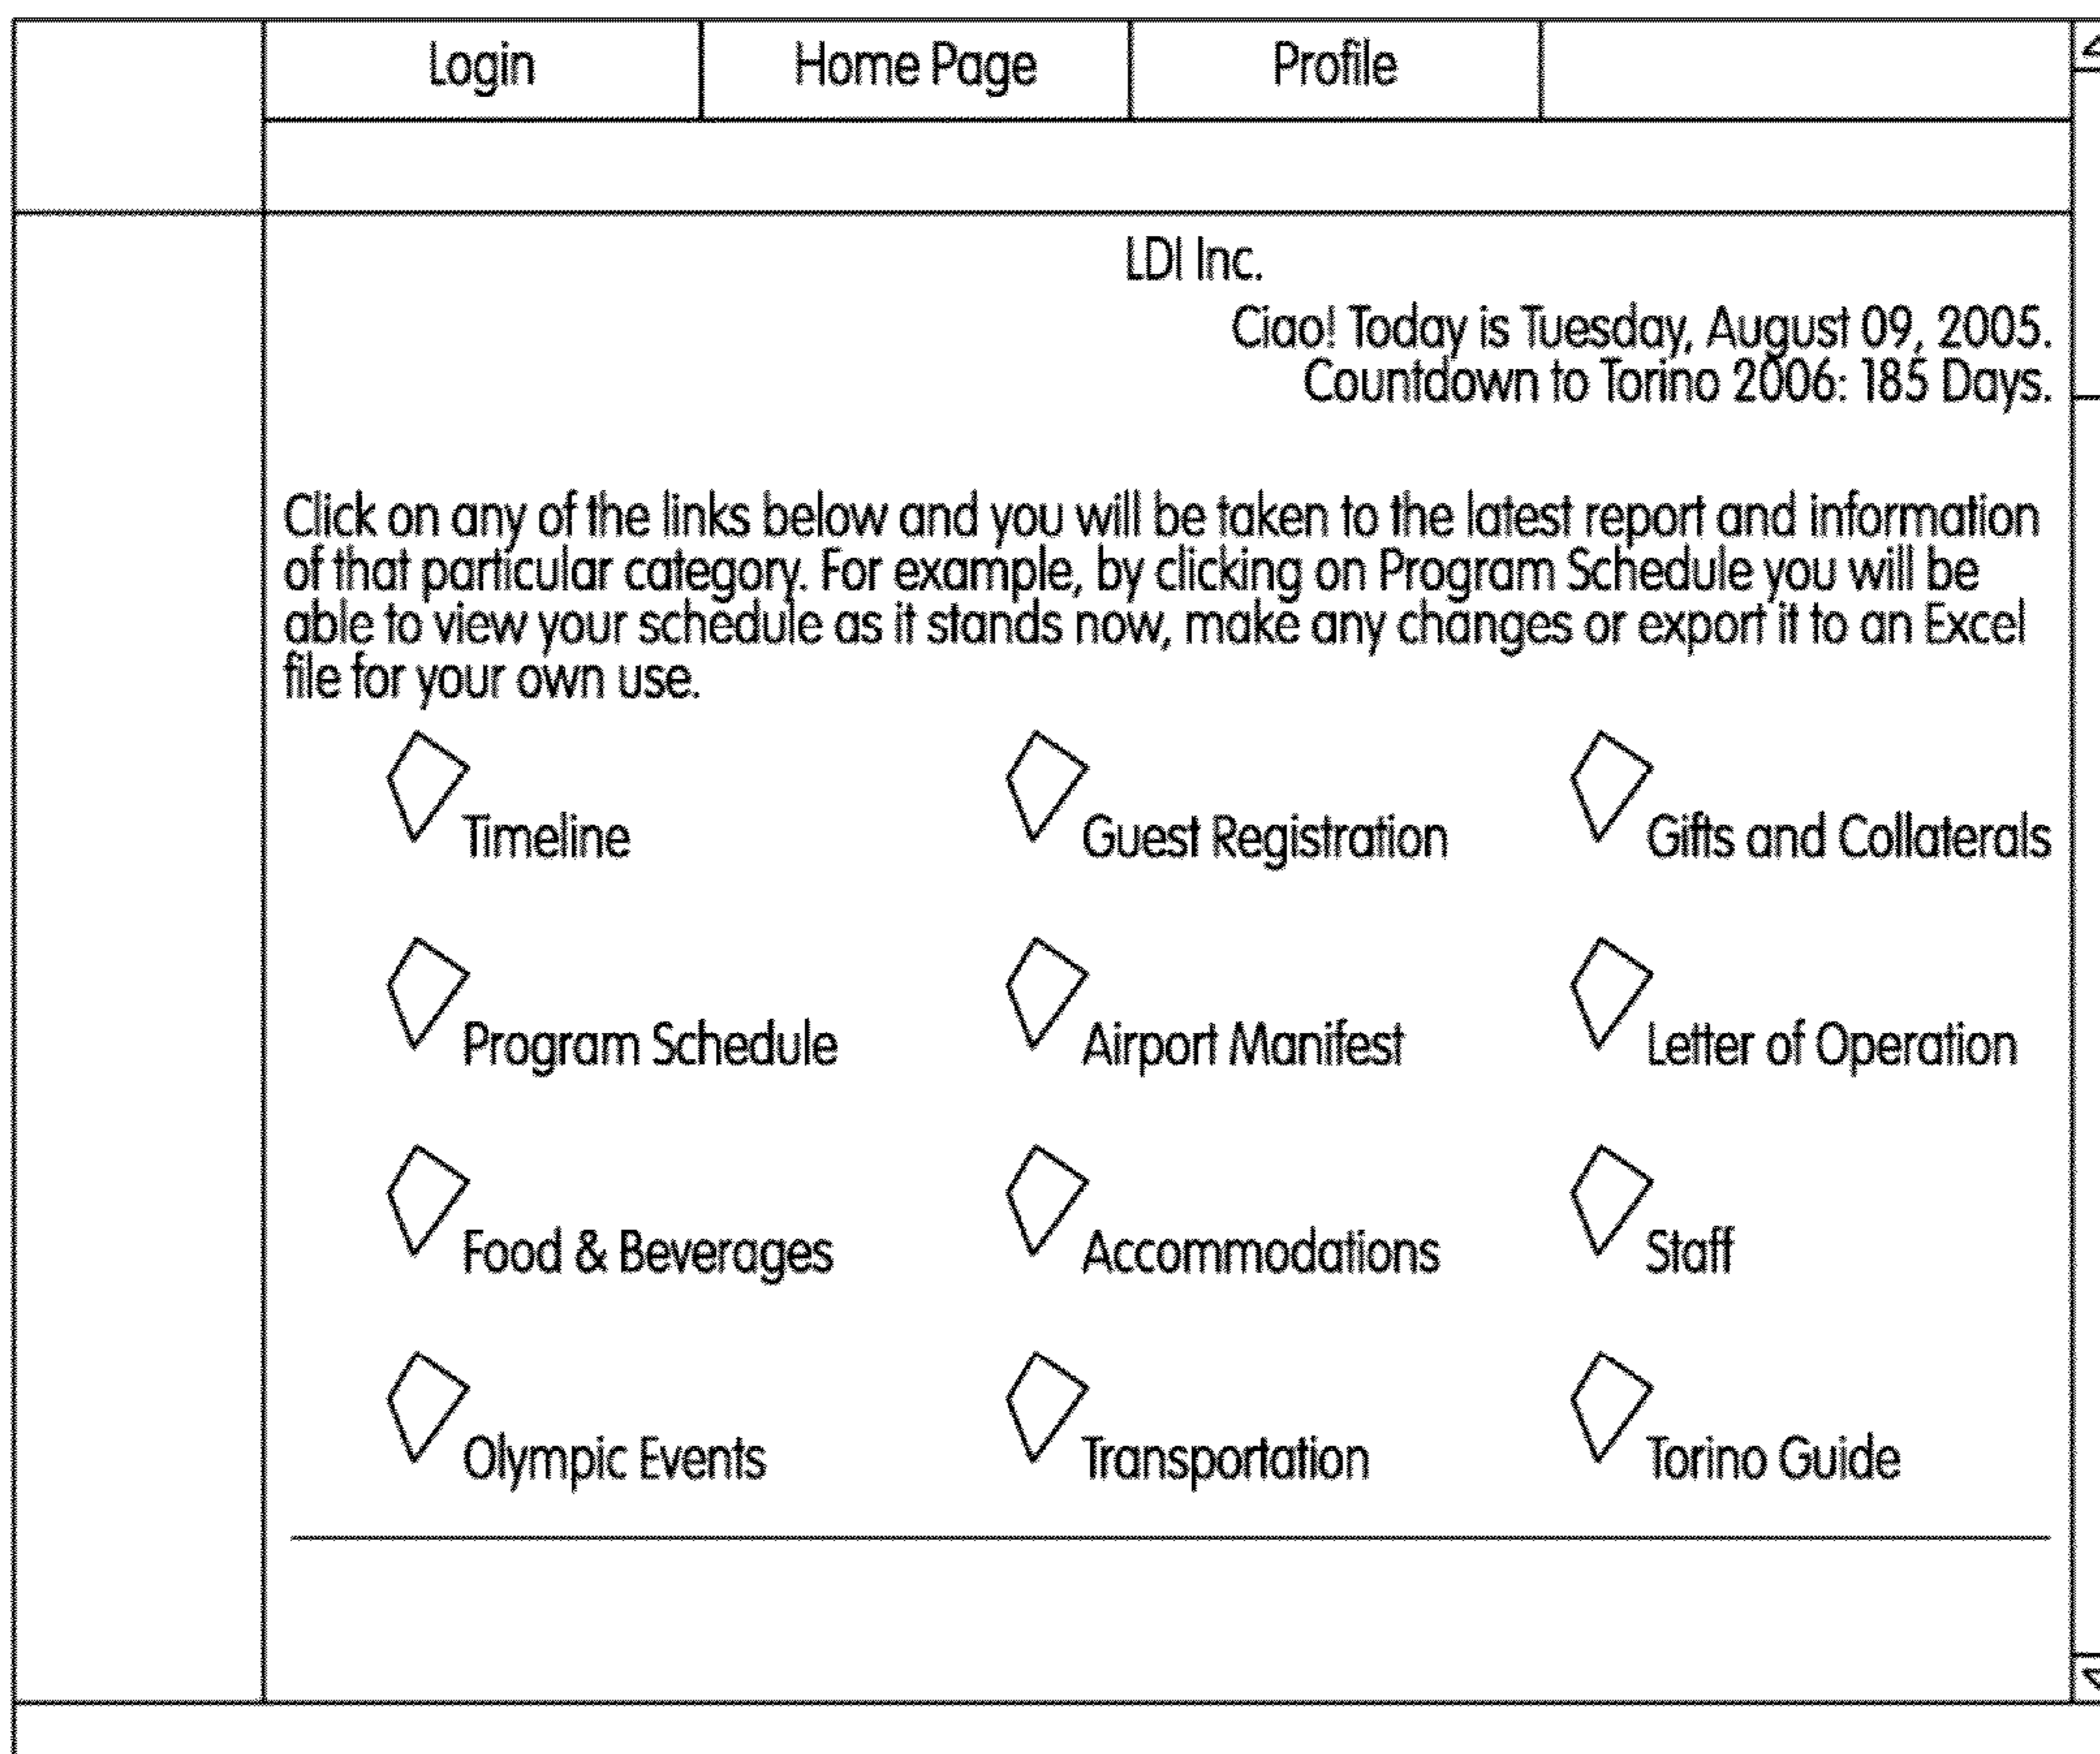 Login Home Page Profile
LDI Inc.
Ciao! Today is Tuesday, August 09, 2005.
Countdown to Torino 2006: 185 Days.
Click on any of the links below and you will be taken to the latest report and information
of that particular category. For example, by clicking on Program Schedule you will be
able to view your schedule as it stands now, make any changes or export it to an Excel
file for your own use.
Timeline Guest Registration Gifts and Collaterals
Program Schedule Airport Manifest Letter of Operation
Food & Beverages Accommodations Staff
Olympic Events Transportation Torino Guide